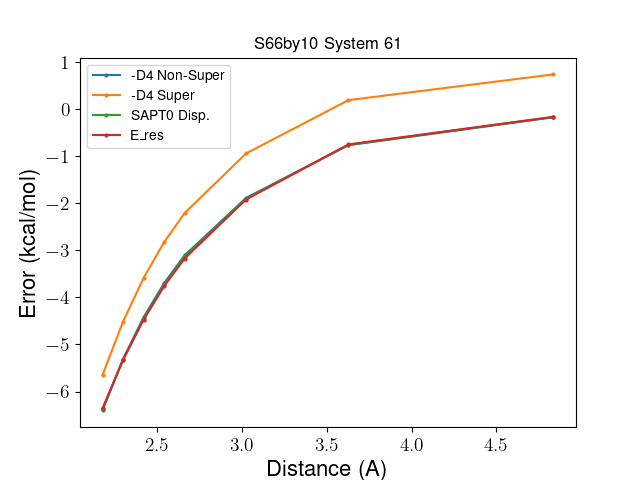 S66by10 System 61
-D4 Non-Super
-D4 Super
SAPT0 Disp.
E_res
1
0
−1
−2
−3
−4
−5
−6
Error (kcal/mol)
2.5 3.0 3.5 4.0 4.5
Distance (A)